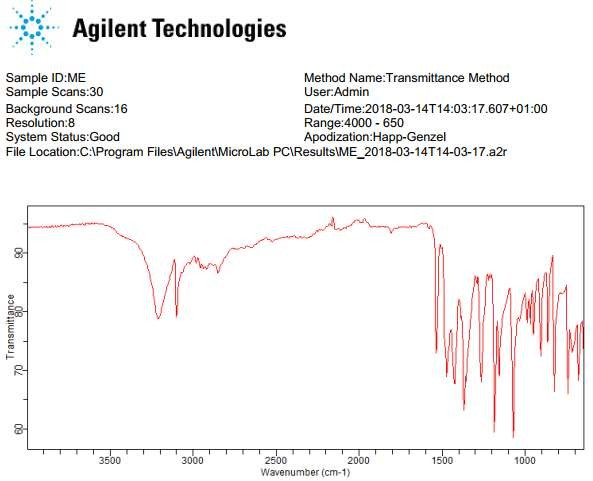 Agilent Technologies
Sample ID:ME Method Name:Transmittance Method
Sample Scans:30 User:Admin
Background Scans:16 Date/Time:2018-03-14T14:03:17.607+01:00
Resolution:8 Range:4000 - 650
System Status:Good Apodization:Happ-Genzel
File Location:C:\Program Files\Agilent\MicroLab PC\Results\ME_2018-03-14T14-03-17.a2r
Transmittance
90
80
70
60
3500 3000 2500 2000 1500 1000
Wavenumber (cm-1)